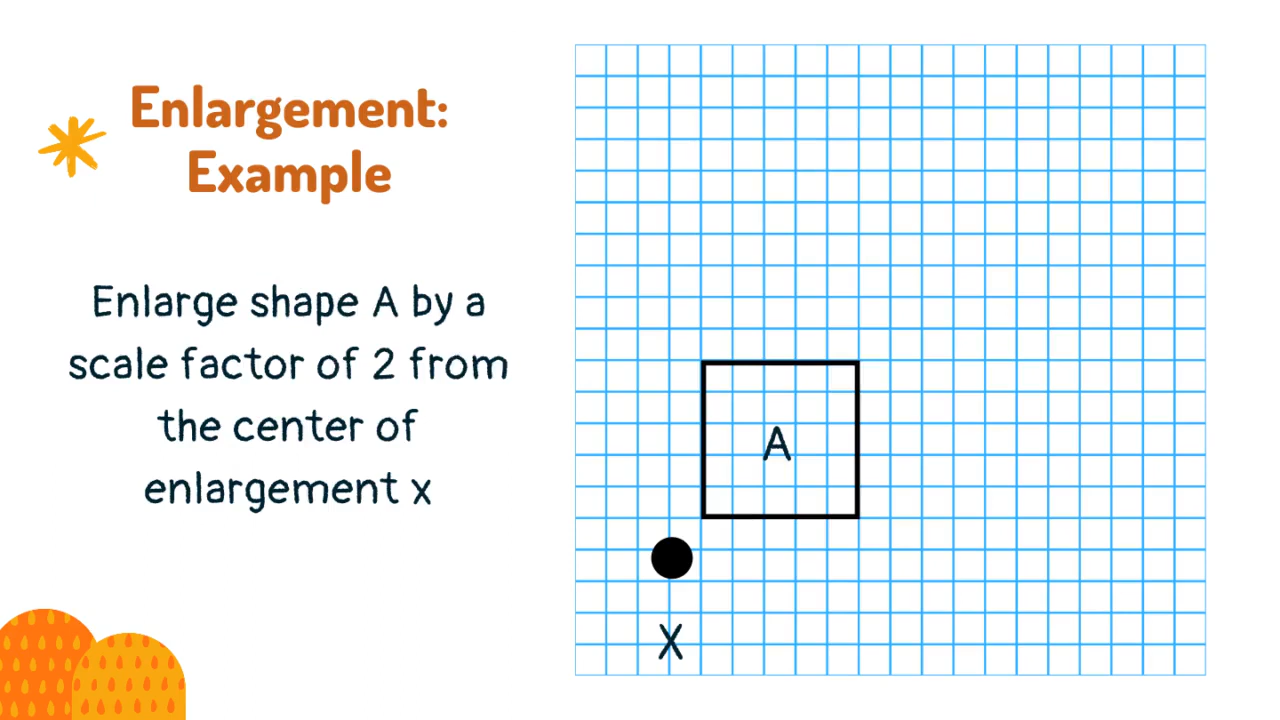 Enlargement:
Example
Enlarge shape A by a
scale factor of 2 from
the center of
enlargement x
A
X